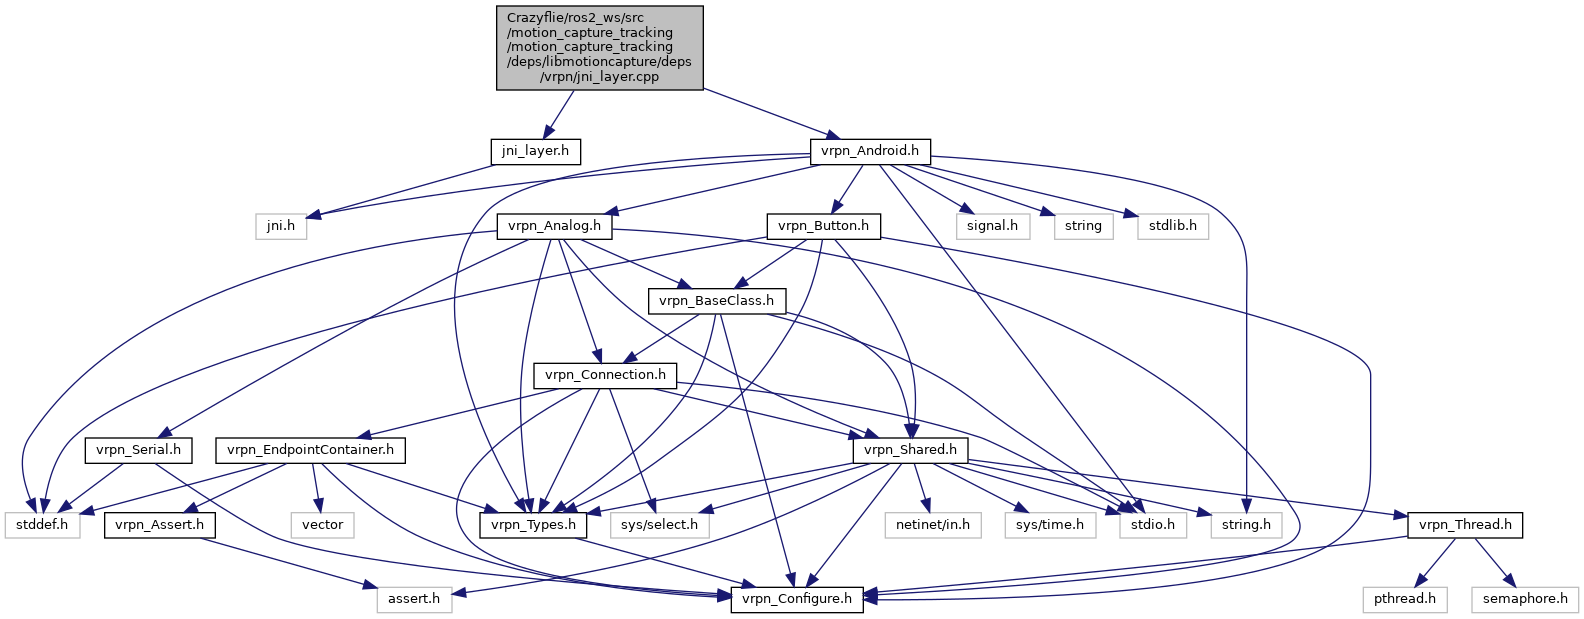 Crazyflie/ros2_ws/src
/motion_capture_tracking
/motion_capture_tracking
/deps/libmotioncapture/deps
/vrpn/jni_layer.cpp
jni_layer.h
vrpn_Android.h
jni.h
vrpn_Analog.h
vrpn_Button.h
signal.h
string
stdlib.h
vrpn_BaseClass.h
vrpn_Connection.h
vrpn_Serial.h
vrpn_EndpointContainer.h
vrpn_Shared.h
stddef.h
vrpn_Assert.h
vector
vrpn_Types.h
sys/select.h
netinet/in.h
sys/time.h
stdio.h
string.h
vrpn_Thread.h
assert.h
vrpn_Configure.h
pthread.h
semaphore.h